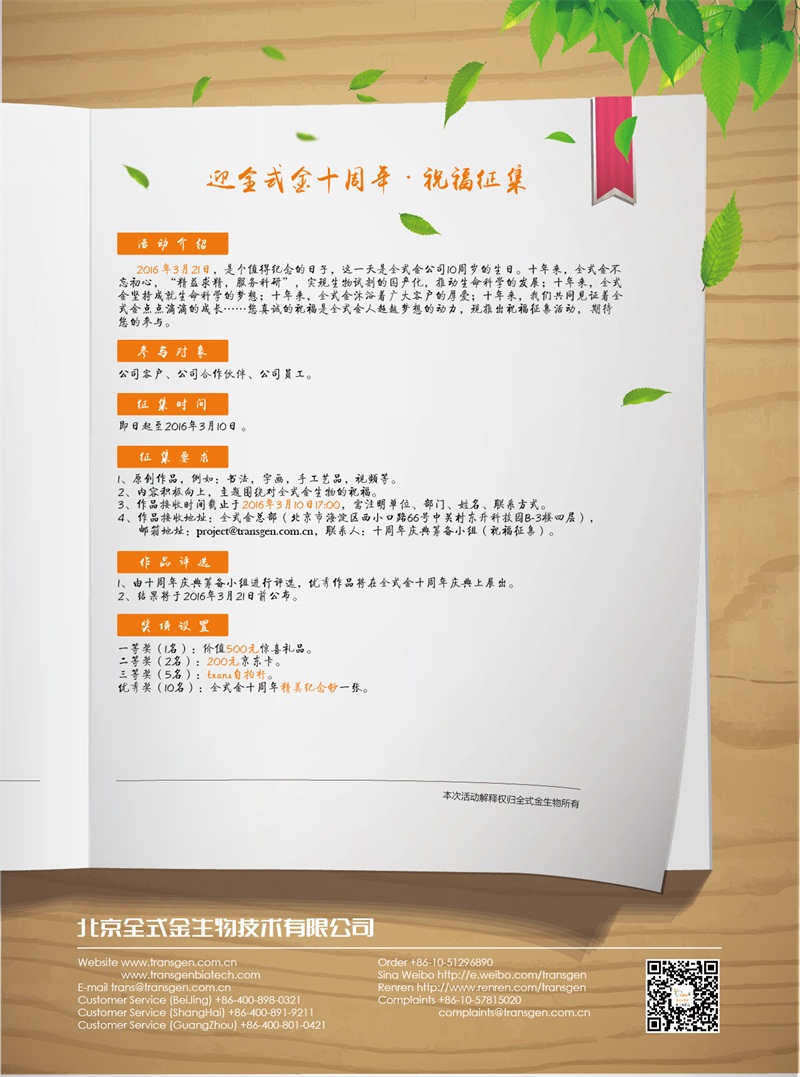 迎全式金十周年·祝福征集
活动介绍
2016年3月21日，是个值得纪念的日子，这一天是全式金公司10周岁的生日。十年来，全式金不
忘初心，“精益求精，服务科研”，实现生物试剂的国产化，推动生命科学的发展；十年来，全式
金坚持成就生命科学的梦想；十年来，全式金沐浴着广大客户的厚爱；十年来，我们共同见证着全
式金点点滴滴的成长……您真诚的祝福是全式金人超越梦想的动力，现推出祝福征集活动，期待
您的参与。
参与对象
公司客户、公司合作伙伴、公司员工。
征集时间
即日起至2016年3月10日。
征集要求
1、原创作品，例如：书法，字画，手工艺品，视频等。
2、内容积极向上，主题围绕对全式金生物的祝福。
3、作品接收时间截止于2016年3月10日17:00，需注明单位、部门、姓名、联系方式。
4、作品接收地址：全式金总部（北京市海淀区西小口路66号中关村东升科技园B-3楼四层），
邮箱地址：project@transgen.com.cn，联系人：十周年庆典筹备小组（祝福征集）。
作品评选
1、由十周年庆典筹备小组进行评选，优秀作品将在全式金十周年庆典上展出。
2、结果将于2016年3月21日前公布。
奖项设置
一等奖（1名）：价值500元惊喜礼品。
二等奖（2名）：200元京东卡。
三等奖（5名）：trans自拍杆。
优秀奖（10名）：全式金十周年精美纪念钞一张。
本次活动解释权归全式金生物所有
北京全式金生物技术有限公司
Website www.transgen.com.cn
www.transgenbiotech.com
E-mail trans@transgen.com.cn
Customer Service (BeiJing) +86-400-898-0321
Customer Service (ShangHai) +86-400-891-9211
Customer Service (GuangZhou) +86-400-801-0421
Order +86-10-51296890
Sina Weibo http://e.weibo.com/transgen
Renren http://www.renren.com/transgen
Complaints +86-10-57815020
complaints@transgen.com.cn